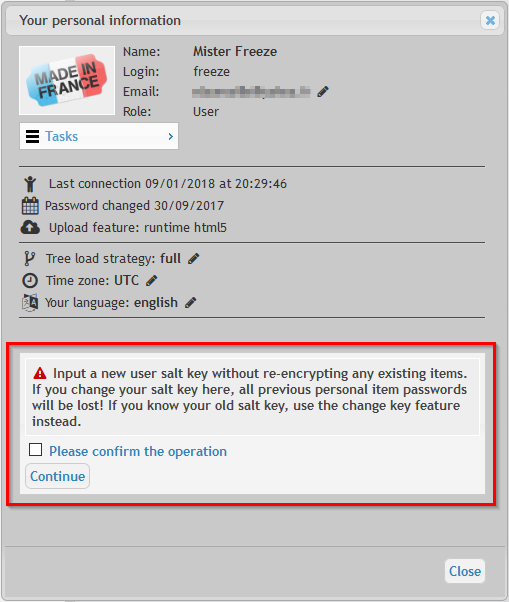 Your personal information
MADE IN
FRANCE
Name: Mister Freeze
Login: freeze
Email:
Role: User
Tasks
Last connection 09/01/2018 at 20:29:46
Password changed 30/09/2017
Upload feature: runtime html5
Tree load strategy: full
Time zone: UTC
Your language: english
Input a new user salt key without re-encrypting any existing items.
If you change your salt key here, all previous personal item passwords
will be lost! If you know your old salt key, use the change key feature
instead.
Please confirm the operation
Continue
Close